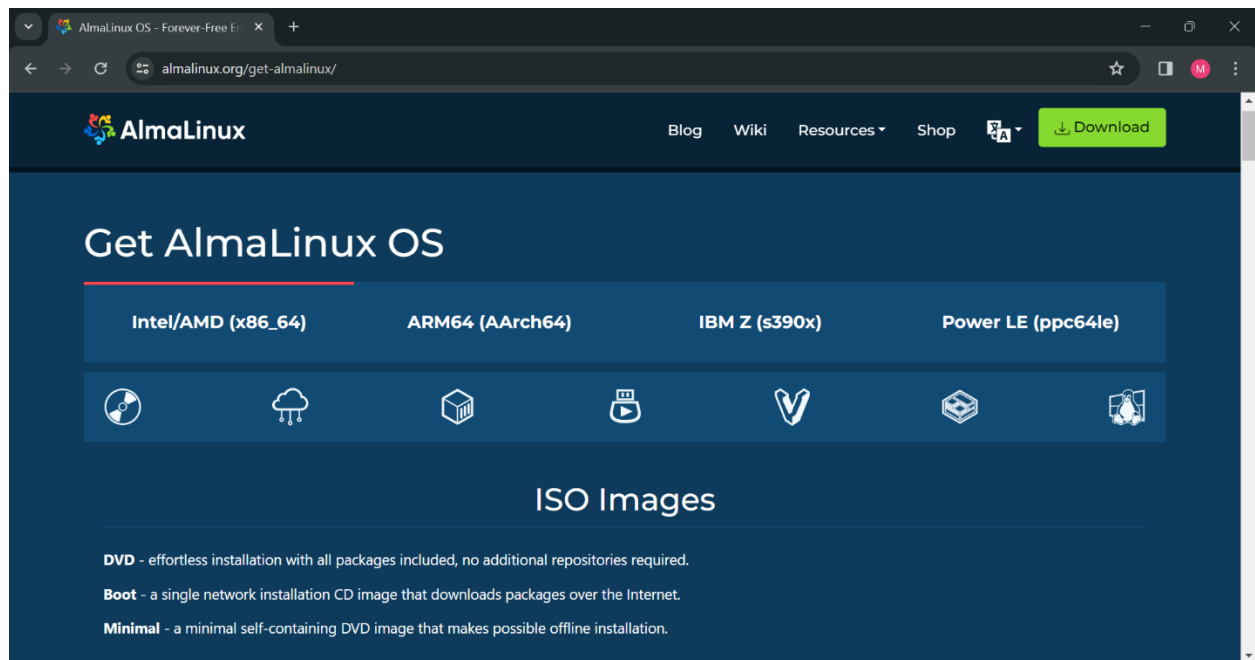 AlmaLinux OS - Forever-Free En
almalinux.org/get-almalinux/
M
AlmaLinux
Blog Wiki Resources Shop Download
Get AlmaLinux OS
Intel/AMD (x86_64) ARM64 (AArch64) IBM Z (s390x) Power LE (ppc64le)
ISO Images
DVD - effortless installation with all packages included, no additional repositories required.
Boot - a single network installation CD image that downloads packages over the Internet.
Minimal - a minimal self-containing DVD image that makes possible offline installation.